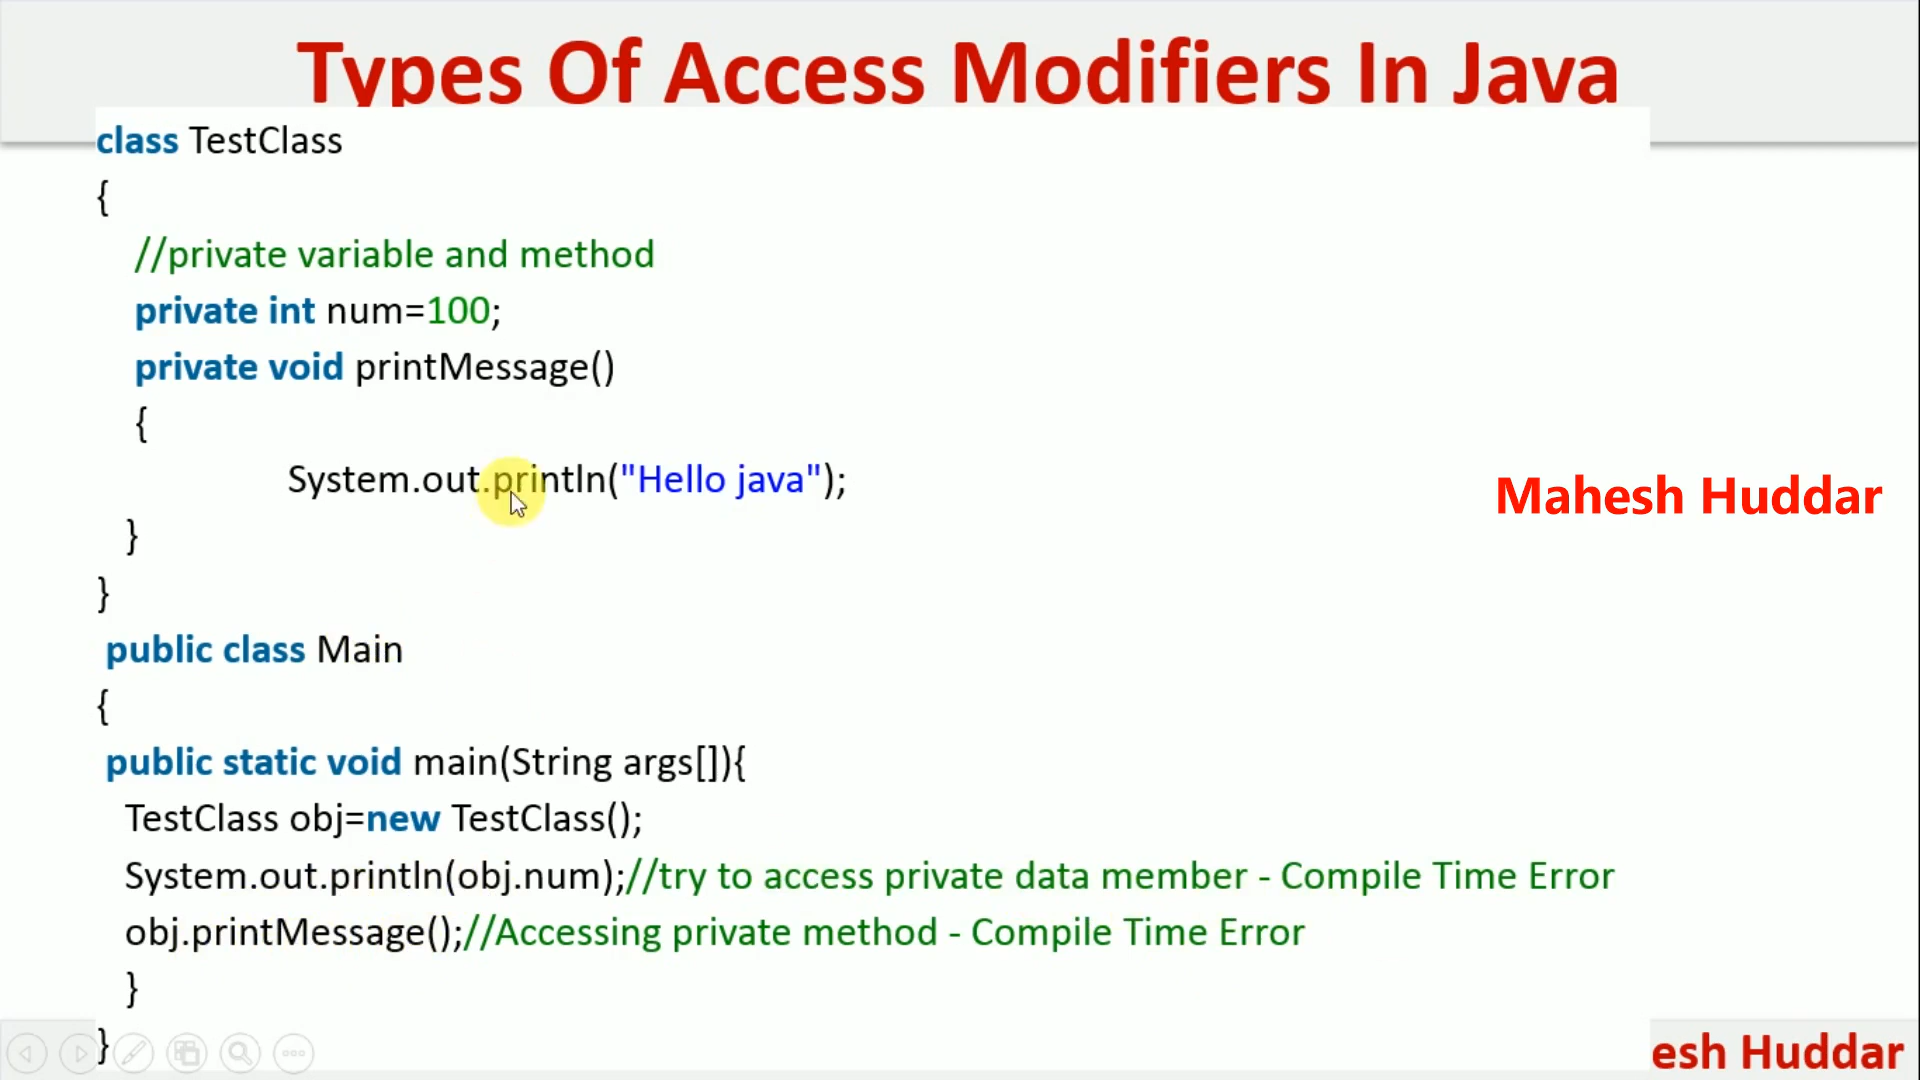 Types Of Access Modifiers In Java
class TestClass
{
//private variable and method
private int num=100;
private void printMessage()
{
System.out.println("Hello java");
}
}
public class Main
{
public static void main(String args[]){
TestClass obj=new TestClass();
System.out.println(obj.num);//try to access private data member - Compile Time Error
obj.printMessage();//Accessing private method - Compile Time Error
}
}
Mahesh Huddar
esh Huddar